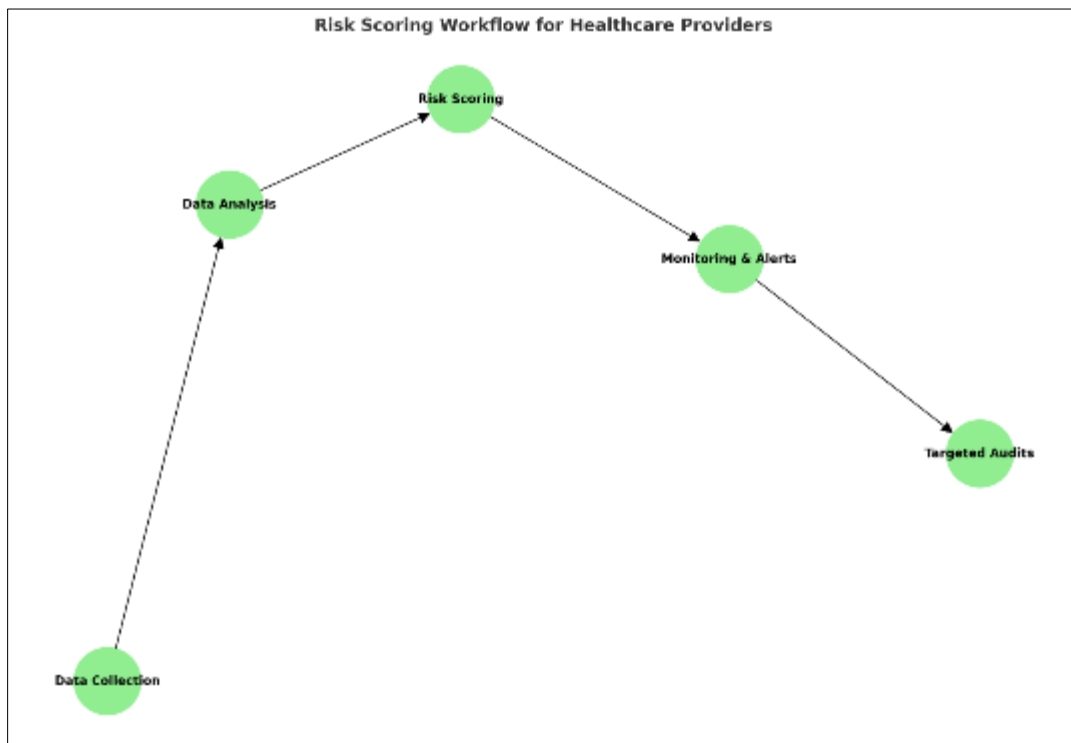 Risk Scoring Workflow for Healthcare Providers
Risk Scoring
Data Analysis
Monitoring & Alerts
Targeted Audits
Data Collection